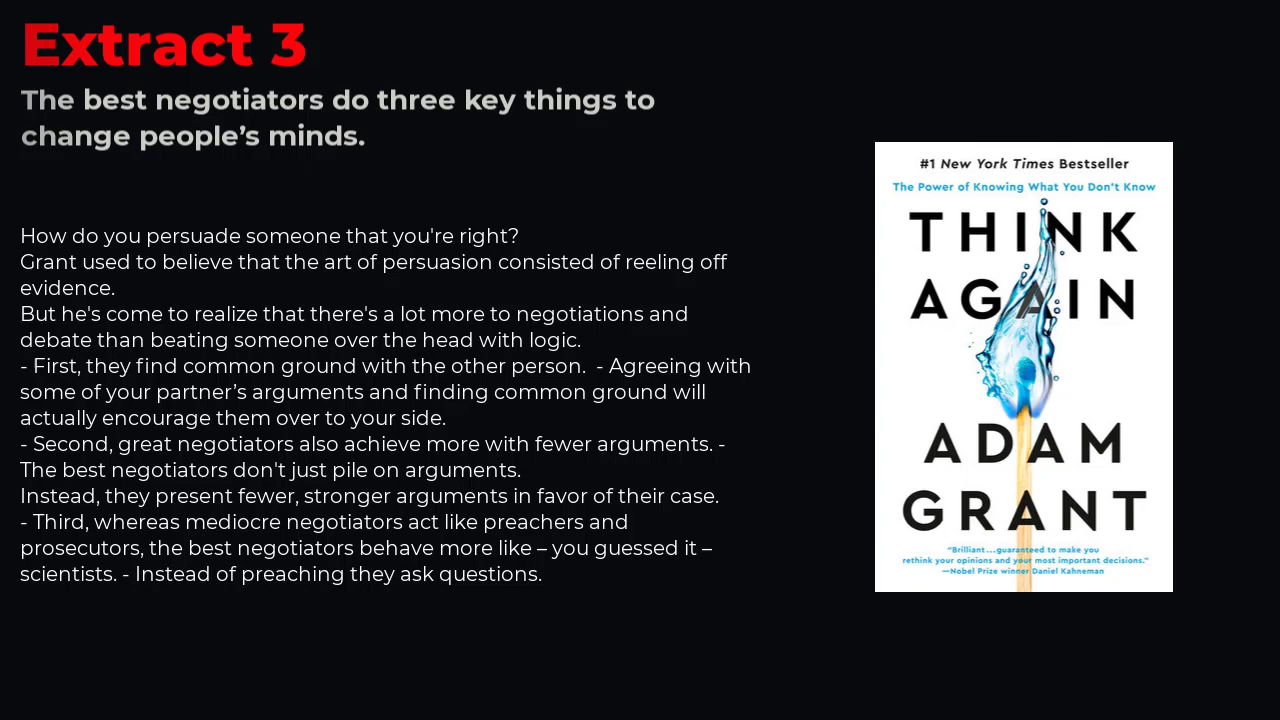 Extract 3
The best negotiators do three key things to
change people’s minds.
How do you persuade someone that you're right?
Grant used to believe that the art of persuasion consisted of reeling off
evidence.
But he's come to realize that there's a lot more to negotiations and
debate than beating someone over the head with logic.
- First, they find common ground with the other person.  - Agreeing with
some of your partner’s arguments and finding common ground will
actually encourage them over to your side.
- Second, great negotiators also achieve more with fewer arguments. -
The best negotiators don't just pile on arguments.
Instead, they present fewer, stronger arguments in favor of their case.
- Third, whereas mediocre negotiators act like preachers and
prosecutors, the best negotiators behave more like – you guessed it –
scientists. - Instead of preaching they ask questions.
#1 New York Times Bestseller
The Power of Knowing What You Don't Know
THINK
AGAIN
ADAM
GRANT
“Brilliant...guaranteed to make you
rethink your opinions and your most important decisions.”
—Nobel Prize winner Daniel Kahneman